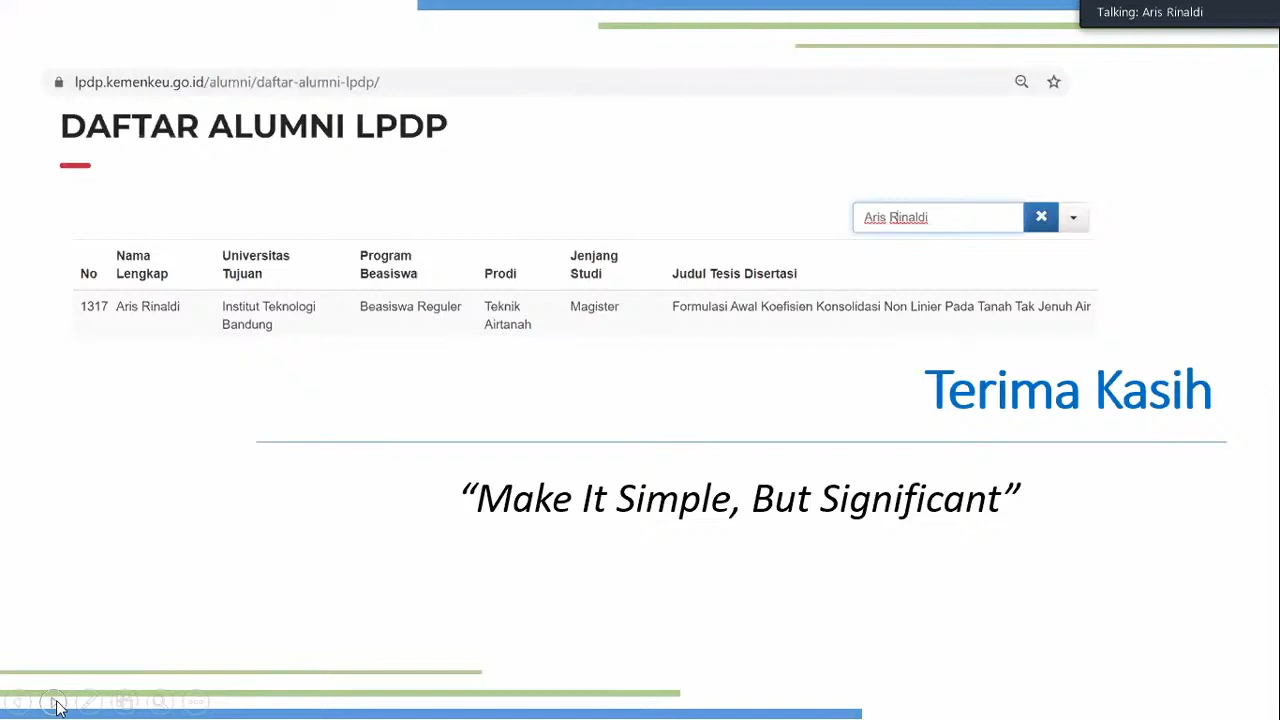 Talking: Aris Rinaldi
lpdp.kemenkeu.go.id/alumni/daftar-alumni-lpdp/
DAFTAR ALUMNI LPDP
Aris Rinaldi
No Nama Lengkap Universitas Tujuan Program Beasiswa Prodi Jenjang Studi Judul Tesis Disertasi
1317 Aris Rinaldi Institut Teknologi Bandung Beasiswa Reguler Teknik Airtanah Magister Formulasi Awal Koefisien Konsolidasi Non Linier Pada Tanah Tak Jenuh Air
Terima Kasih
“Make It Simple, But Significant”